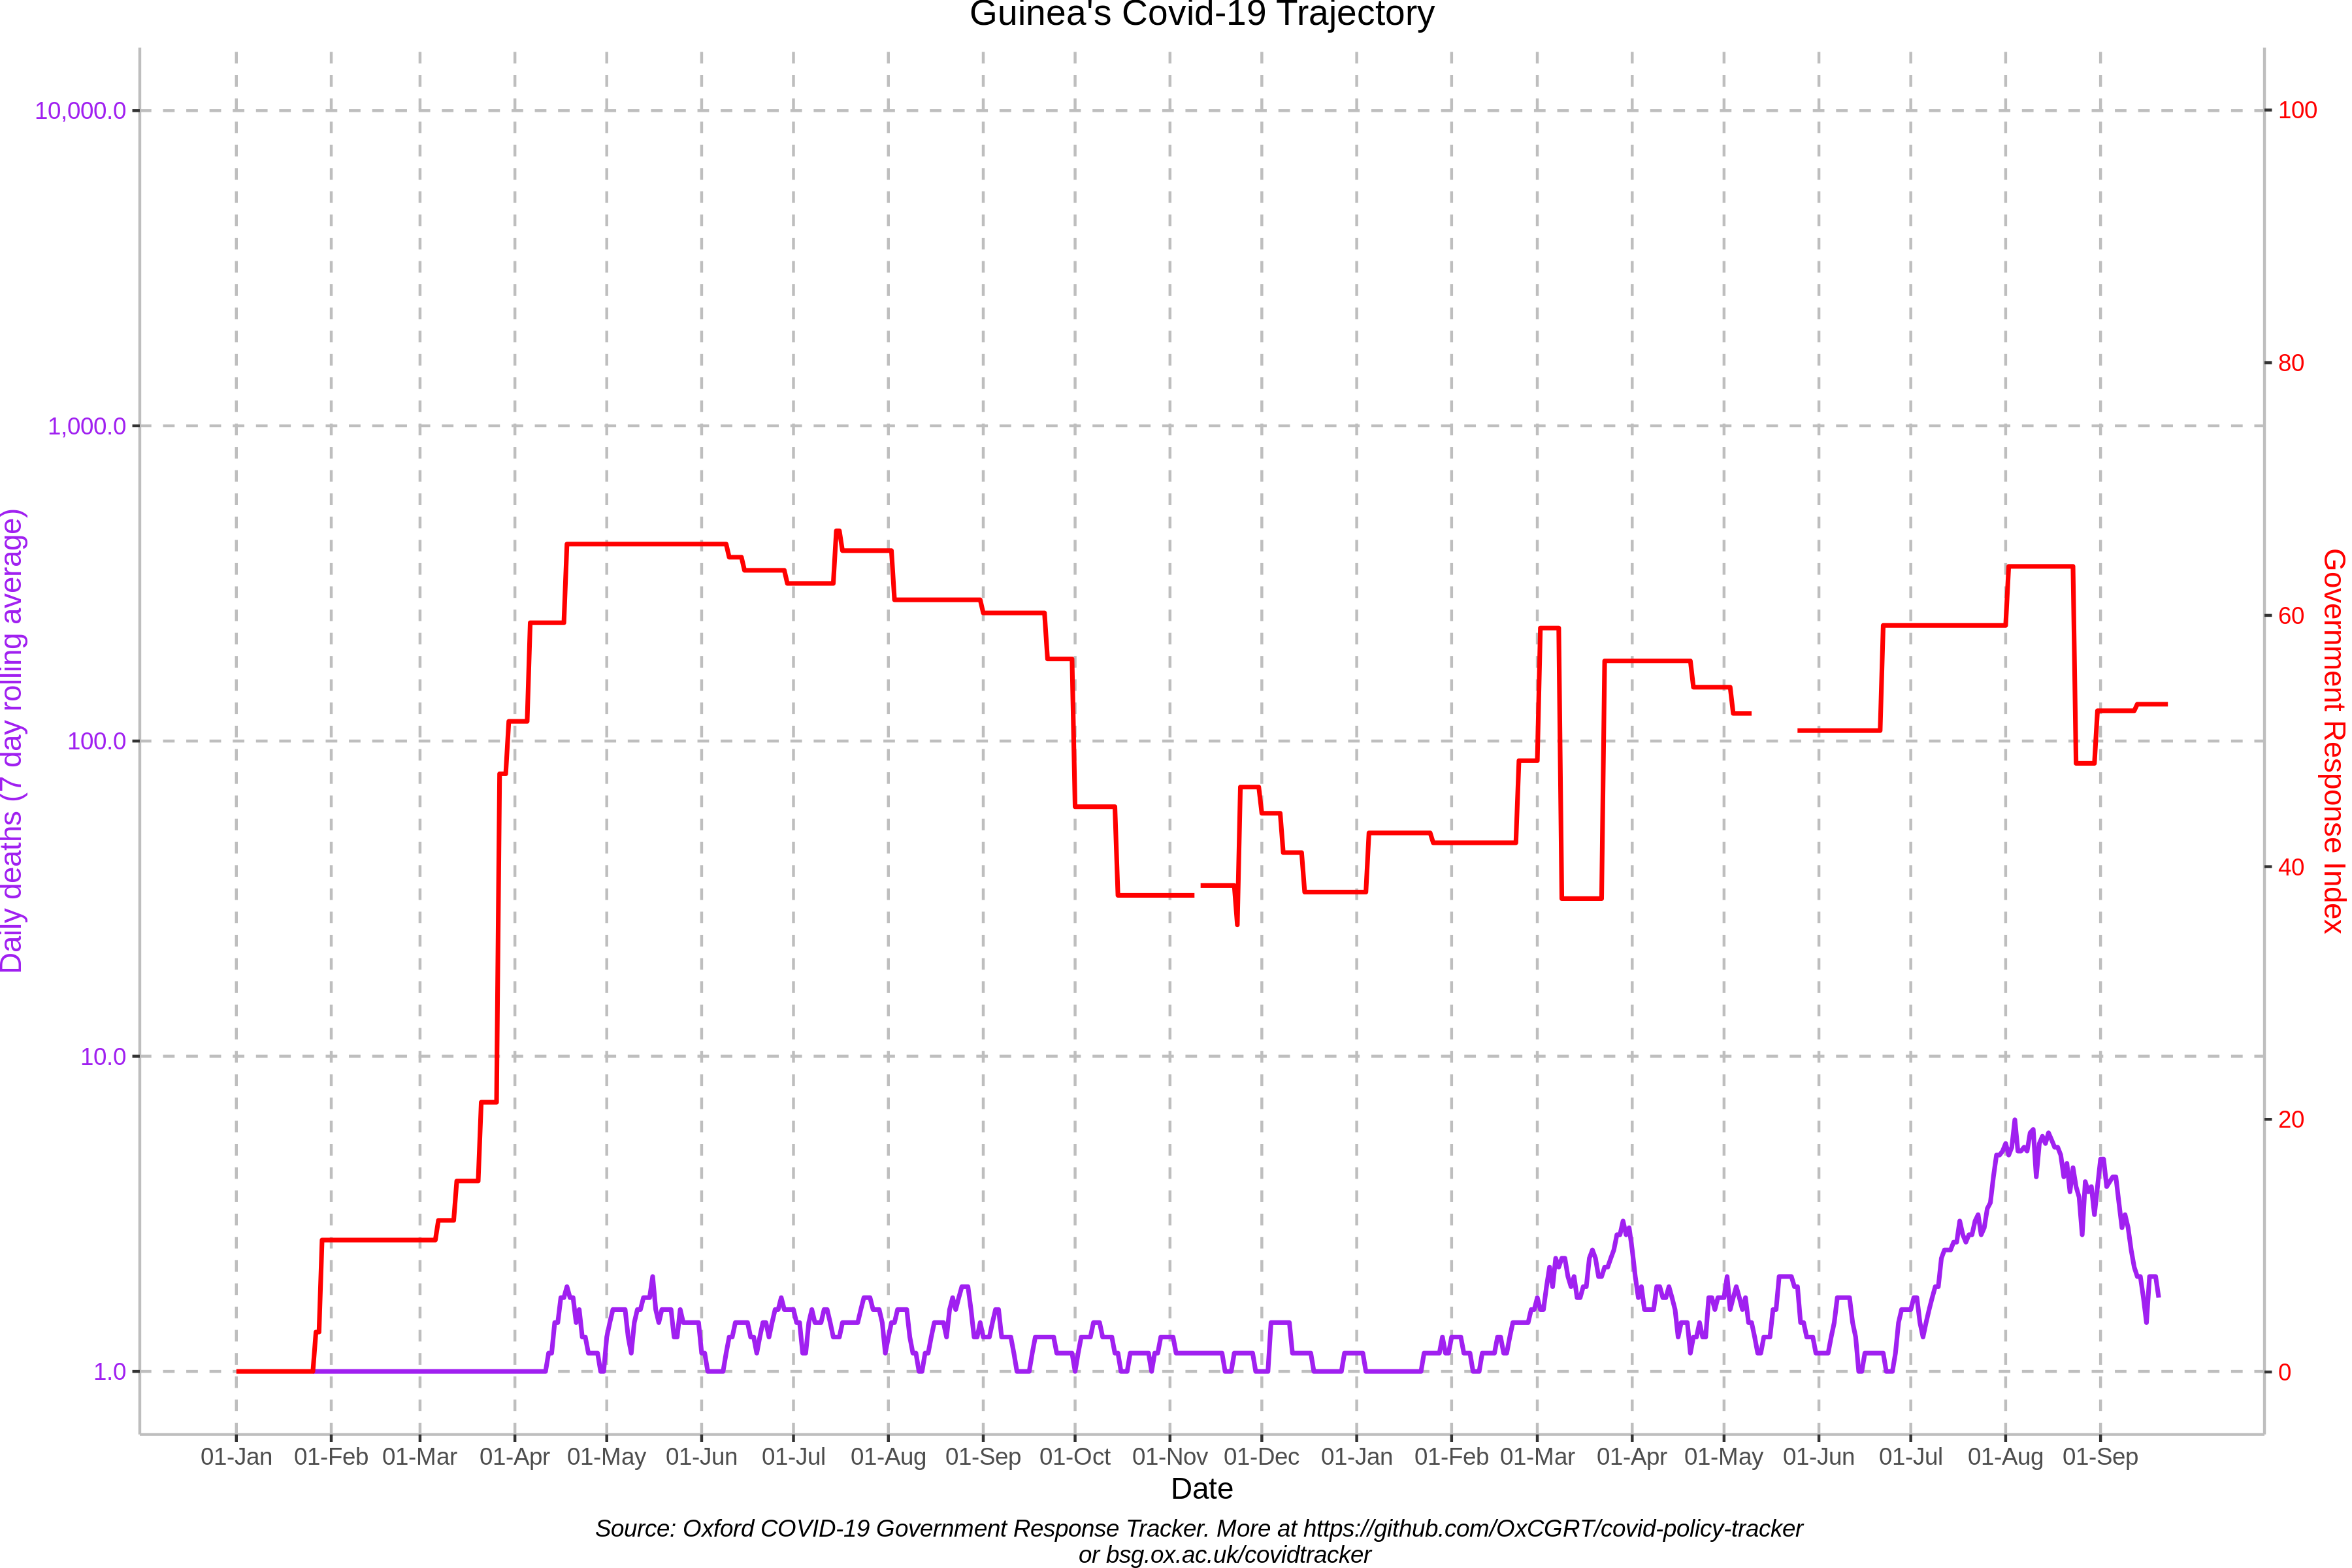 Guinea's Covid-19 Trajectory
10,000.0
1,000.0
100.0
10.0
1.0
Daily deaths (7 day rolling average)
100
80
60
40
20
0
Government Response Index
01-Jan 01-Feb 01-Mar 01-Apr 01-May 01-Jun 01-Jul 01-Aug 01-Sep 01-Oct 01-Nov 01-Dec 01-Jan 01-Feb 01-Mar 01-Apr 01-May 01-Jun 01-Jul 01-Aug 01-Sep
Date
Source: Oxford COVID-19 Government Response Tracker. More at https://github.com/OxCGRT/covid-policy-tracker
or bsg.ox.ac.uk/covidtracker